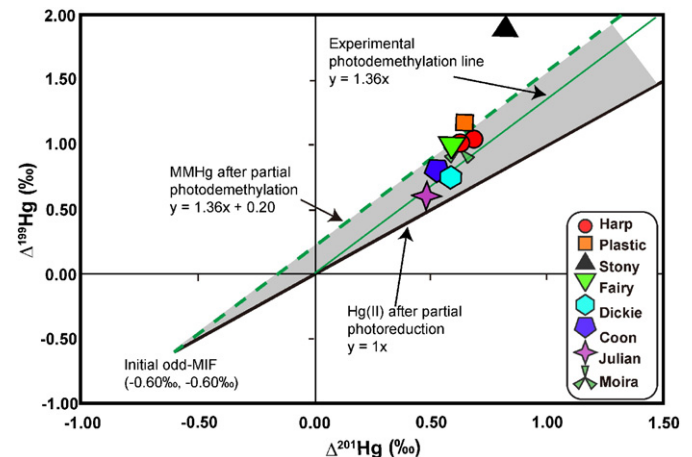 2.00
1.50
1.00
0.50
0.00
-0.50
-1.00
Δ¹⁹⁹Hg (‰)
Experimental
photodemethylation line
y = 1.36x
MMHg after partial
photodemethylation
y = 1.36x + 0.20
Hg(II) after partial
photoreduction
y = 1x
Initial odd-MIF
(-0.60‰, -0.60‰)
Harp
Plastic
Stony
Fairy
Dickie
Coon
Julian
Moira
-1.00
-0.50
0.00
0.50
1.00
1.50
Δ²⁰¹Hg (‰)